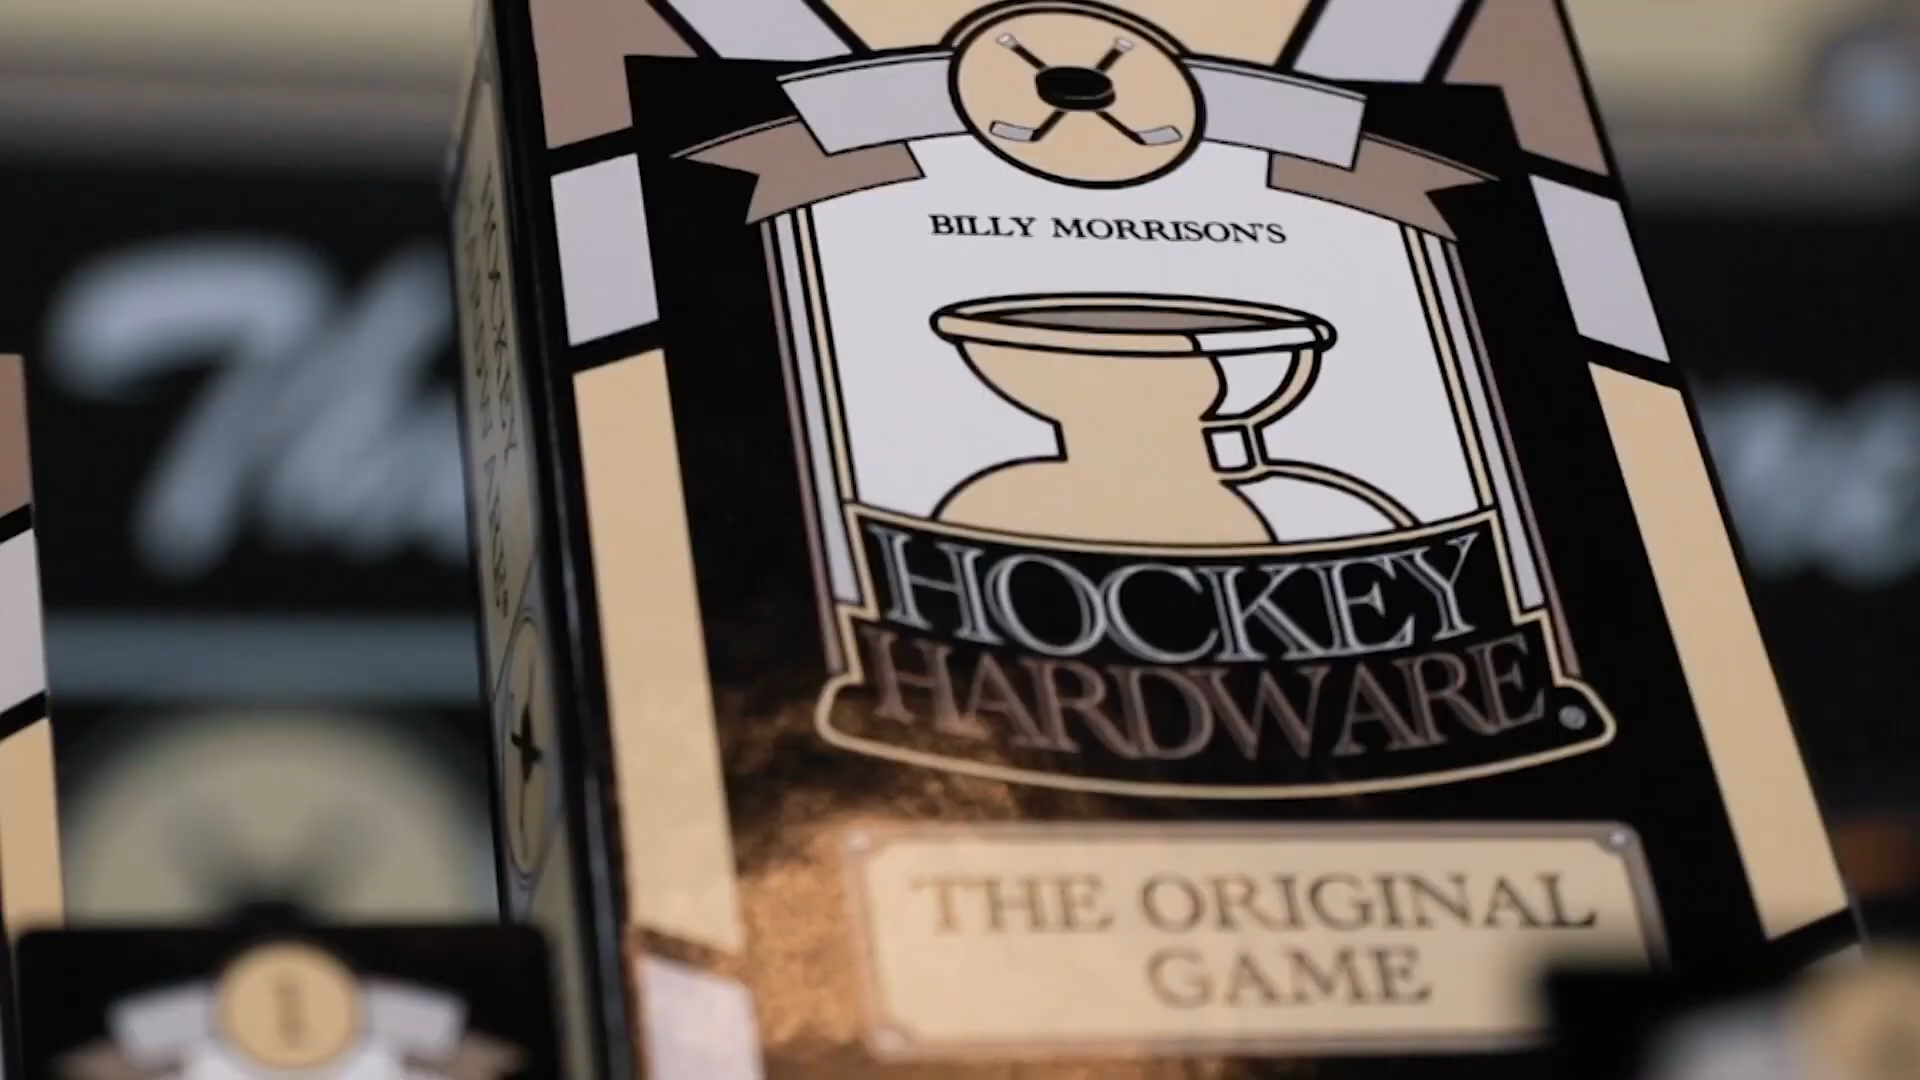 BILLY MORRISON'S
HOCKEY
HARDWARE
THE ORIGINAL
GAME